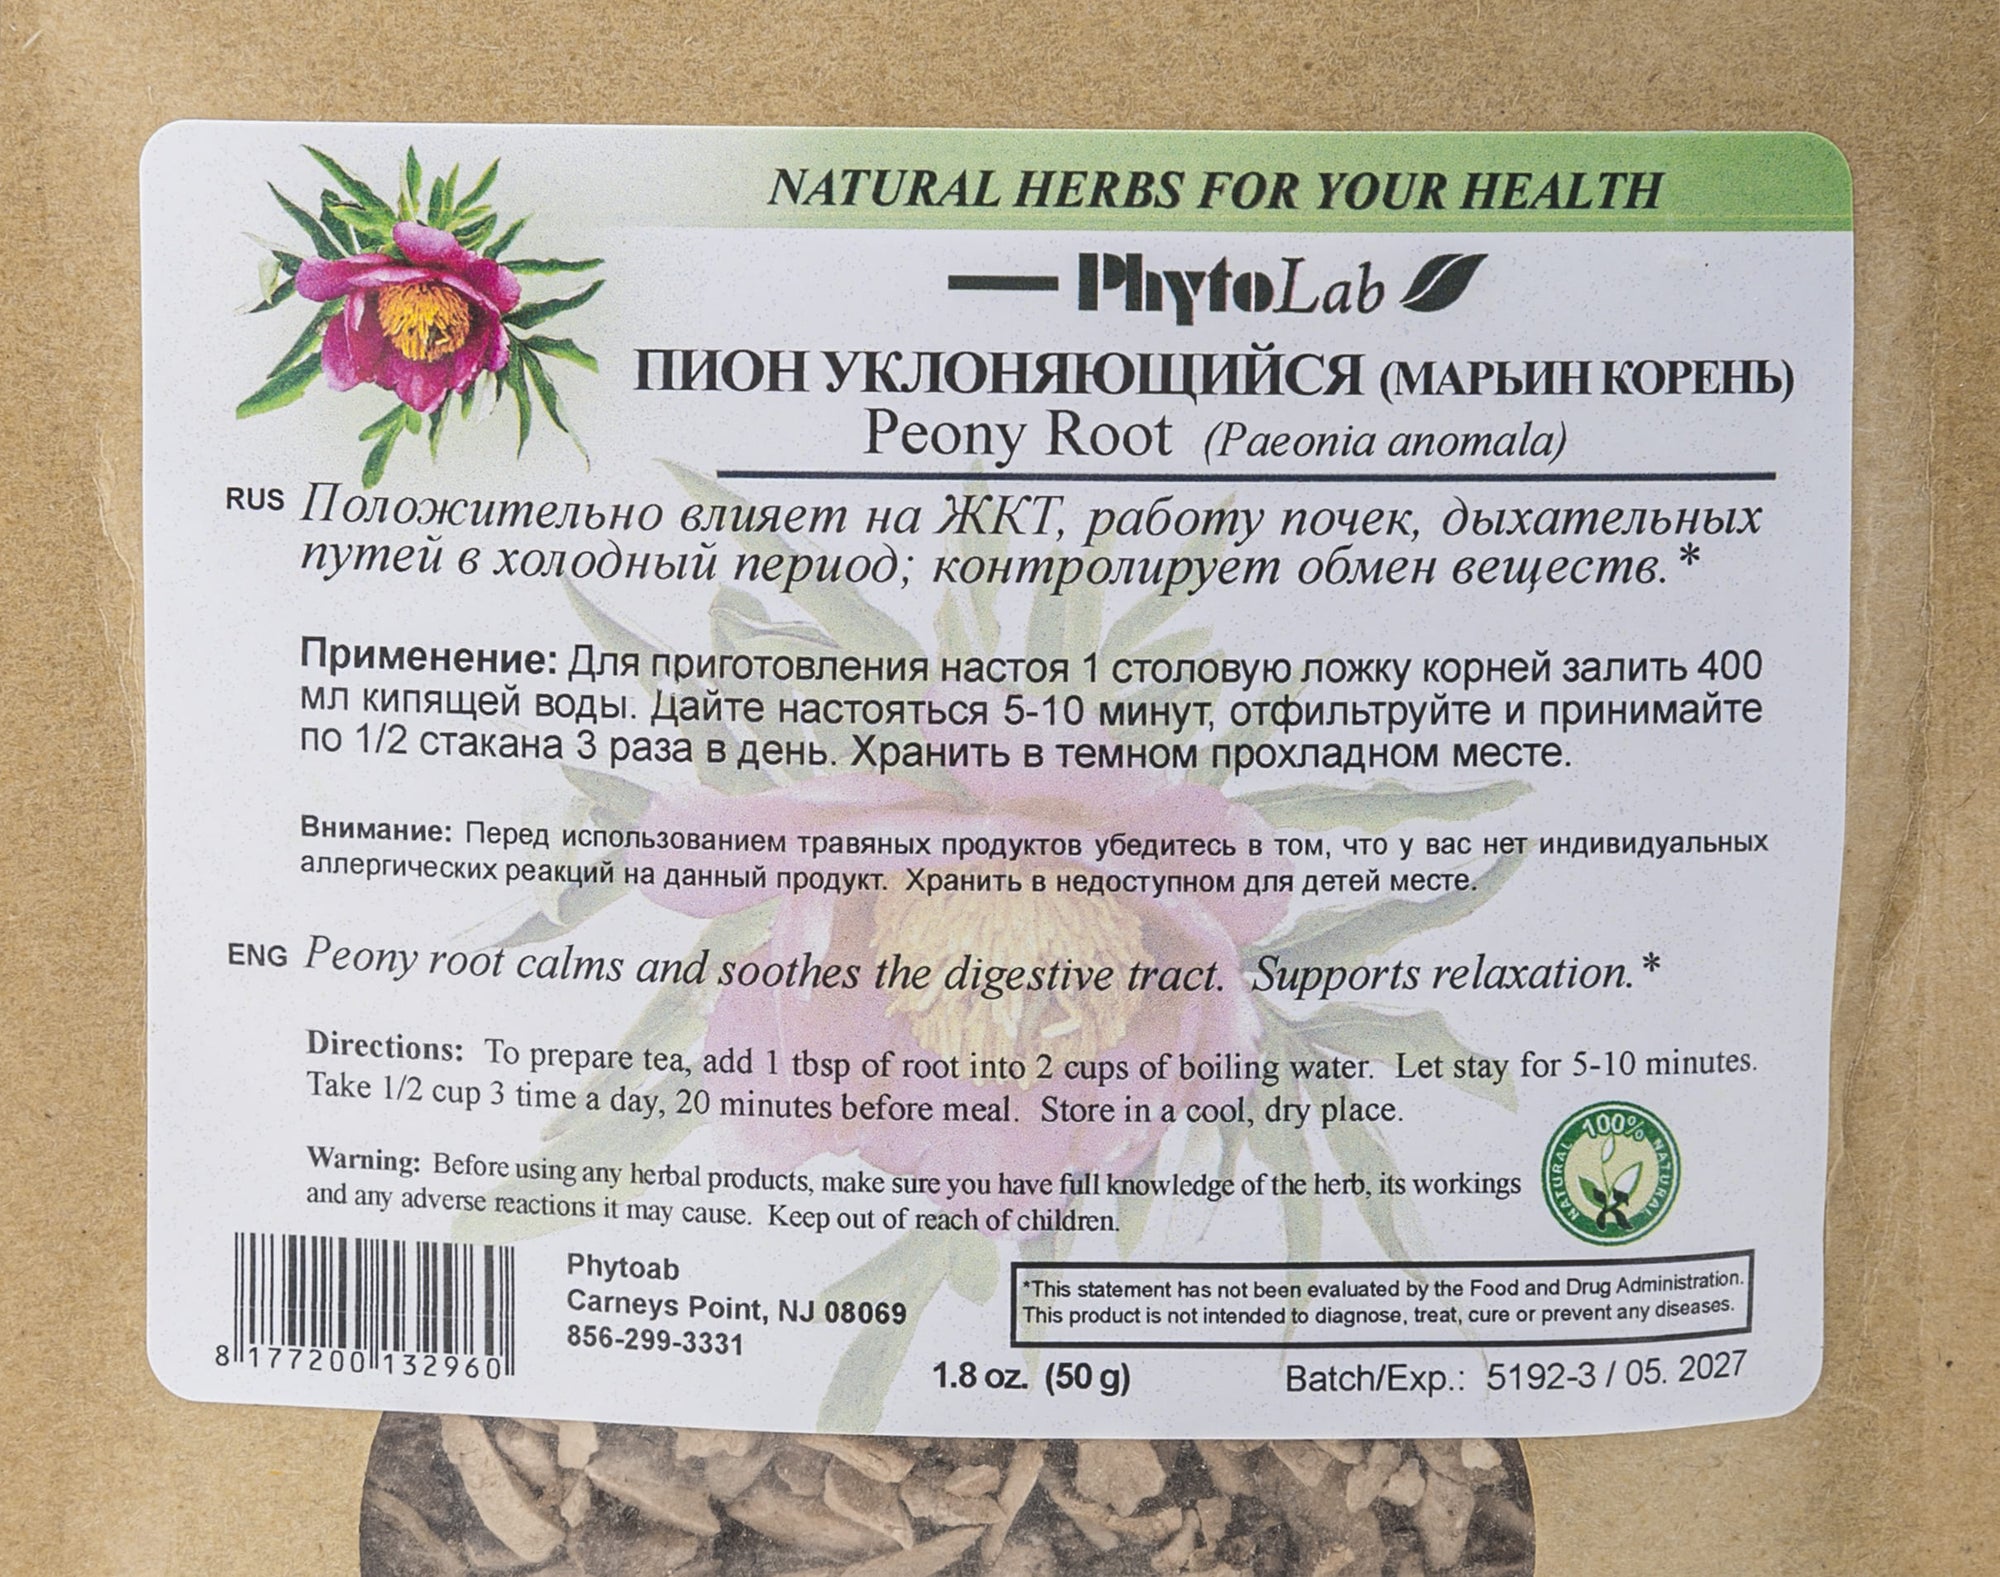 NATURAL HERBS FOR YOUR HEALTH
PhytoLab
ПИОН УКЛОНЯЮЩИЙСЯ (МАРЬИН КОРЕНЬ)
Peony Root (Paeonia anomala)
RUS Положительно влияет на ЖКТ, работу почек, дыхательных
путей в холодный период; контролирует обмен веществ.*
Применение: Для приготовления настоя 1 столовую ложку корней залить 400
мл кипящей воды. Дайте настояться 5-10 минут, отфильтруйте и принимайте
по 1/2 стакана 3 раза в день. Хранить в темном прохладном месте.
Внимание: Перед использованием травяных продуктов убедитесь в том, что у вас нет индивидуальных
аллергических реакций на данный продукт. Хранить в недоступном для детей месте.
ENG Peony root calms and soothes the digestive tract. Supports relaxation.*
Directions: To prepare tea, add 1 tbsp of root into 2 cups of boiling water. Let stay for 5-10 minutes.
Take 1/2 cup 3 time a day, 20 minutes before meal. Store in a cool, dry place.
Warning: Before using any herbal products, make sure you have full knowledge of the herb, its workings
and any adverse reactions it may cause. Keep out of reach of children.
100% NATURAL NATURAL
Phytoab
Carneys Point, NJ 08069
856-299-3331
*This statement has not been evaluated by the Food and Drug Administration.
This product is not intended to diagnose, treat, cure or prevent any diseases.
8 177200 132960
1.8 oz. (50 g)
Batch/Exp.: 5192-3 / 05. 2027